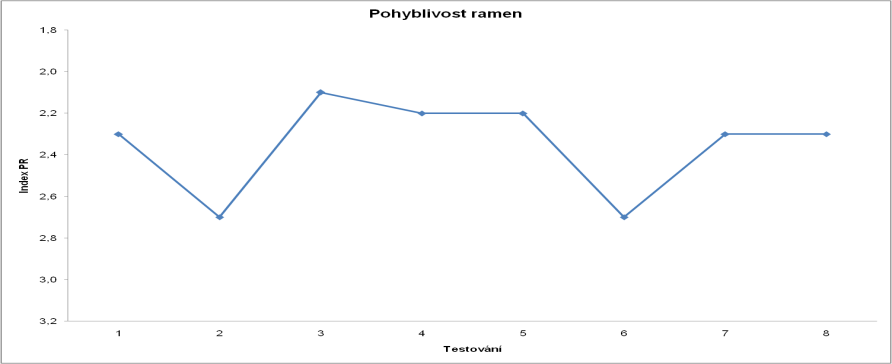 Pohyblivost ramen
1,8
2,0
2,2
2,4
2,6
2,8
3,0
3,2
Index PR
1 2 3 4 5 6 7 8
Testování